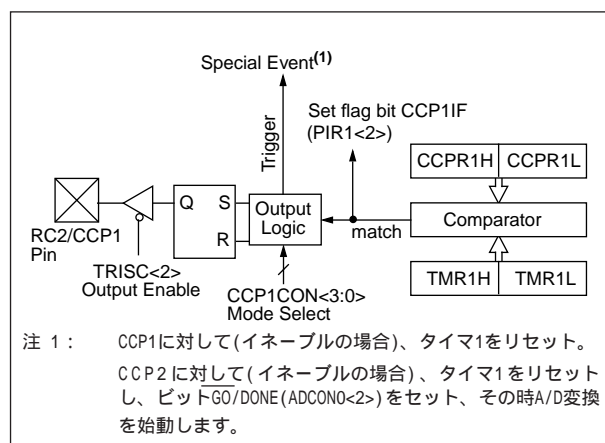 Special Event(1)
Trigger
Set flag bit CCP1IF
(PIR1<2>)
CCPR1H CCPR1L
Q S
R
Output
Logic
match
Comparator
RC2/CCP1
Pin
TRISC<2>
Output Enable
CCP1CON<3:0>
Mode Select
TMR1H TMR1L
注 1： CCP1に対して(イネーブルの場合)、タイマ1をリセット。
CCP2に対して(イネーブルの場合)、タイマ1をリセット
し、ビットGO/DONE(ADCON0<2>)をセット、その時A/D変換
を始動します。